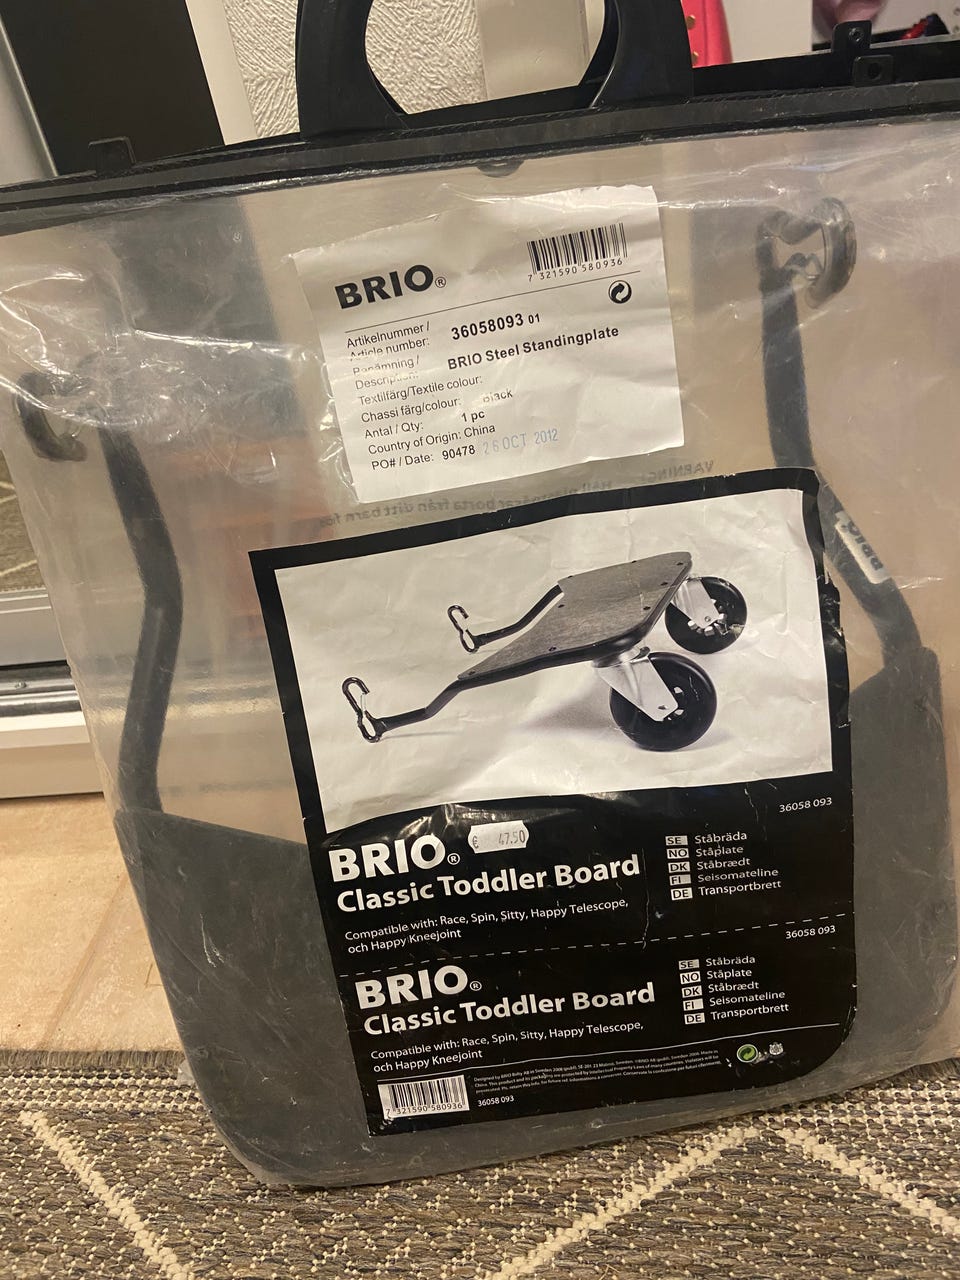 BRIO®
7 321590 580936
Artikelnummer /
Article number: 36058093 01
Benämning /
Description: BRIO Steel Standingplate
Textilfärg/Textile colour:
Chassi färg/colour: Black
Antal / Qty: 1 pc
Country of Origin: China
PO# / Date: 90478 26 OCT 2012
VARNING!
BRIO
36058 093
BRIO®
€ 47.50
Classic Toddler Board
Compatible with: Race, Spin, Sitty, Happy Telescope,
och Happy Kneejoint
SE Ståbräda
NO Ståplate
DK Ståbrædt
FI Seisomateline
DE Transportbrett
36058 093
BRIO®
Classic Toddler Board
Compatible with: Race, Spin, Sitty, Happy Telescope,
och Happy Kneejoint
SE Ståbräda
NO Ståplate
DK Ståbrædt
FI Seisomateline
DE Transportbrett
7 321590 580936
36058 093